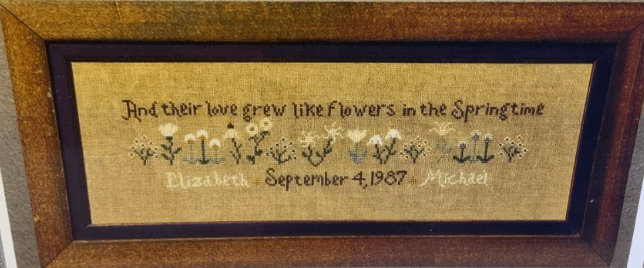 And their love grew like flowers in the Springtime
Elizabeth September 4, 1987 Michael